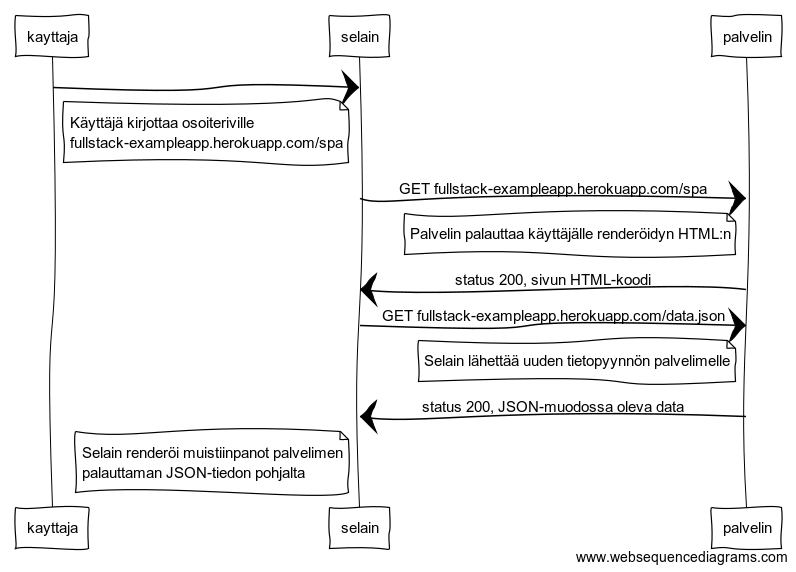 kayttaja
selain
palvelin
Käyttäjä kirjottaa osoiteriville
fullstack-exampleapp.herokuapp.com/spa
GET fullstack-exampleapp.herokuapp.com/spa
Palvelin palauttaa käyttäjälle renderöidyn HTML:n
status 200, sivun HTML-koodi
GET fullstack-exampleapp.herokuapp.com/data.json
Selain lähettää uuden tietopyynnön palvelimelle
status 200, JSON-muodossa oleva data
Selain renderöi muistiinpanot palvelimen
palauttaman JSON-tiedon pohjalta
kayttaja
selain
palvelin
www.websequencediagrams.com